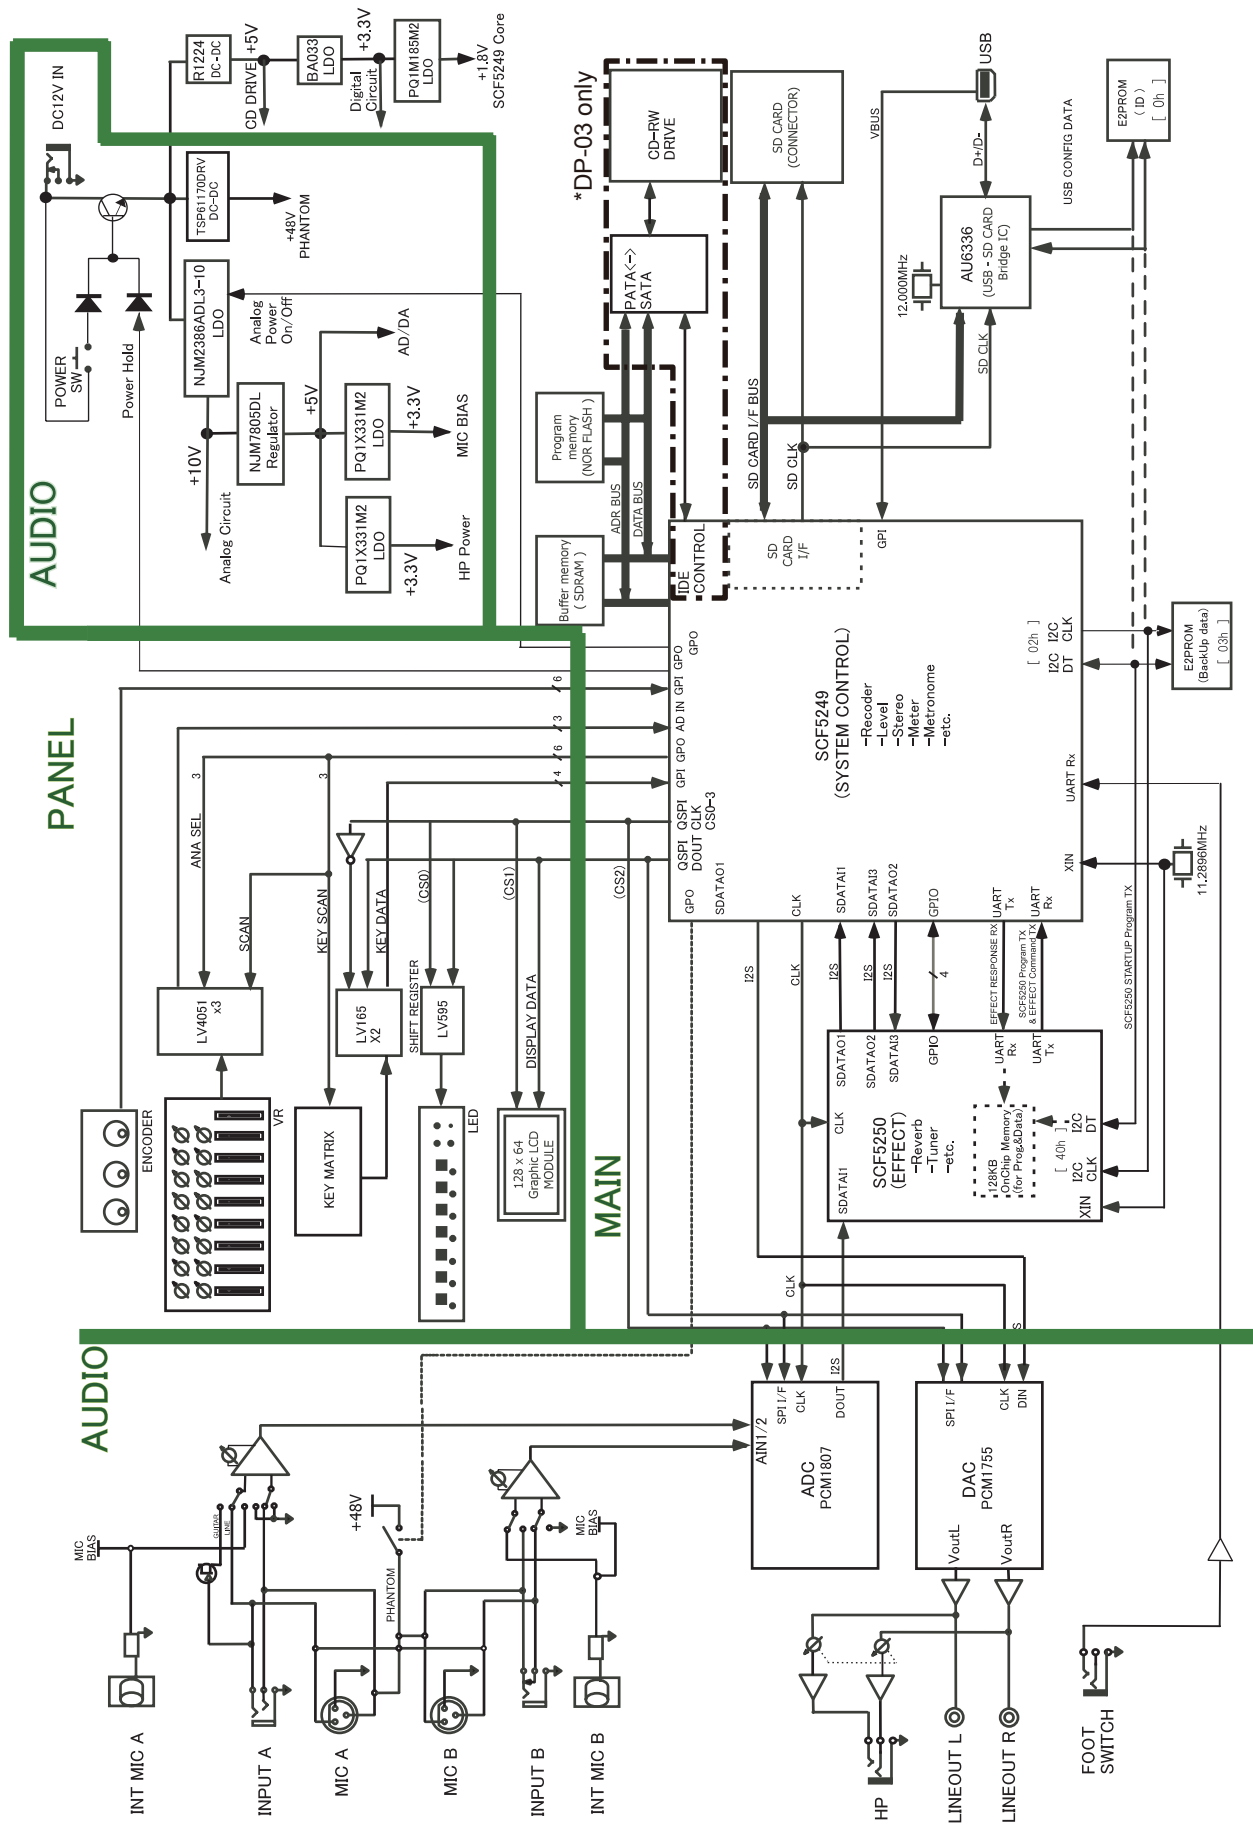 AUDIO
DC12V IN
POWER
SW
Power Hold
R1224
DC-DC
+5V
CD DRIVE
BA033
LDO
+3.3V
Digital
Circuit
PQ1M185M2
LDO
+1.8V
SCF5249 Core
TSP61170DRV
DC-DC
+48V
PHANTOM
NJM2386ADL3-10
LDO
Analog
Power
On/Off
+10V
Analog Circuit
NJM7805DL
Regulator
+5V
AD/DA
PQ1X331M2
LDO
+3.3V
MIC BIAS
PQ1X331M2
LDO
+3.3V
HP Power
PANEL
ENCODER
VR
LV4051
x3
ANA SEL
3
SCAN
3
KEY SCAN
KEY MATRIX
LV165
X2
KEY DATA
SHIFT REGISTER
LV595
(CS0)
LED
(CS1)
DISPLAY DATA
128 x 64
Graphic LCD
MODULE
(CS2)
6
3
6
4
MAIN
*DP-03 only
CD-RW
DRIVE
PATA<->
SATA
Program
memory
(NOR FLASH )
Buffer memory
( SDRAM )
ADR BUS
DATA BUS
IDE
CONTROL
SD CARD
(CONNECTOR)
SD CARD I/F BUS
SD CLK
SD
CARD
I/F
VBUS
GPI
USB
D+/D-
12.000MHz
AU6336
(USB - SD CARD
Bridge IC)
SD CLK
USB CONFIG DATA
E2PROM
( ID )
[ 0h ]
GPO
GPO
GPI
AD IN
GPO
GPI
QSPI
CLK
CS0-3
QSPI
DOUT
GPO
SDATAO1
CLK
SDATAI1
SDATAI3
SDATAO2
GPIO
UART
Tx
UART
Rx
SCF5249
(SYSTEM CONTROL)
-Recoder
-Level
-Stereo
-Meter
-Metronome
-etc.
[ 02h ]
I2C
CLK
I2C
DT
UART Rx
XIN
E2PROM
(BackUp data)
[ 03h ]
11.2896MHz
I2S
CLK
I2S
I2S
I2S
4
EFFECT RESPONSE RX
SCF5250 Program TX
& EFFECT Command TX
SCF5250 STARTUP Program TX
SDATAO1
SDATAO2
SDATAI3
GPIO
UART
Rx
UART
Tx
CLK
SCF5250
(EFFECT)
-Reverb
-Tuner
-etc.
128KB
OnChip Memory
(for Prog.&Data)
[ 40h ]
I2C
DT
I2C
CLK
XIN
SDATAI1
CLK
AUDIO
S
I2S
SPI I/F
CLK
DOUT
AIN1/2
ADC
PCM1807
SPI I/F
CLK
DIN
DAC
PCM1755
VoutL
VoutR
MIC
BIAS
GUITAR
LINE
+48V
PHANTOM
MIC
BIAS
INT MIC A
INPUT A
MIC A
MIC B
INPUT B
INT MIC B
HP
LINEOUT L
LINEOUT R
FOOT
SWITCH